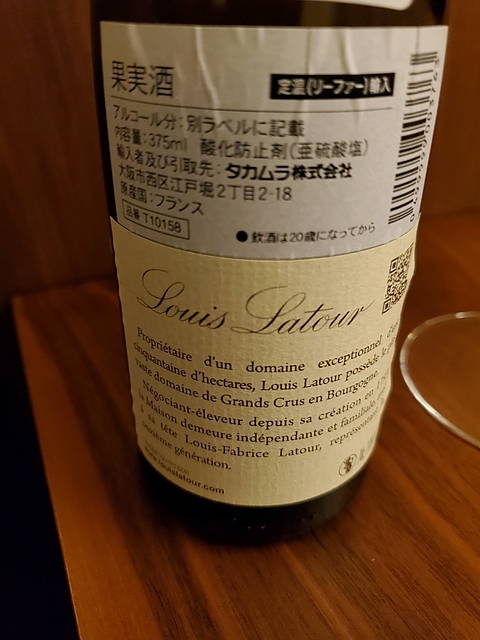 果実酒
定温(リーファー)輸入
アルコール分:別ラベルに記載
内容量:375ml 酸化防止剤(亜硫酸塩)
輸入者及び引取先:タカムラ株式会社
大阪市西区江戸堀2丁目2-18
原産国:フランス
品番 T10158
●飲酒は20歳になってから
Louis Latour
Propriétaire d'un domaine exceptionnel
cinquantaine d'hectares, Louis Latour possède le
vaste domaine de Grands Crus en Bourgogne.
Négociant-éleveur depuis sa création en
la Maison demeure indépendante et familiale,
à sa tête Louis-Fabrice Latour, représentant
onzième génération.
www.louislatour.com